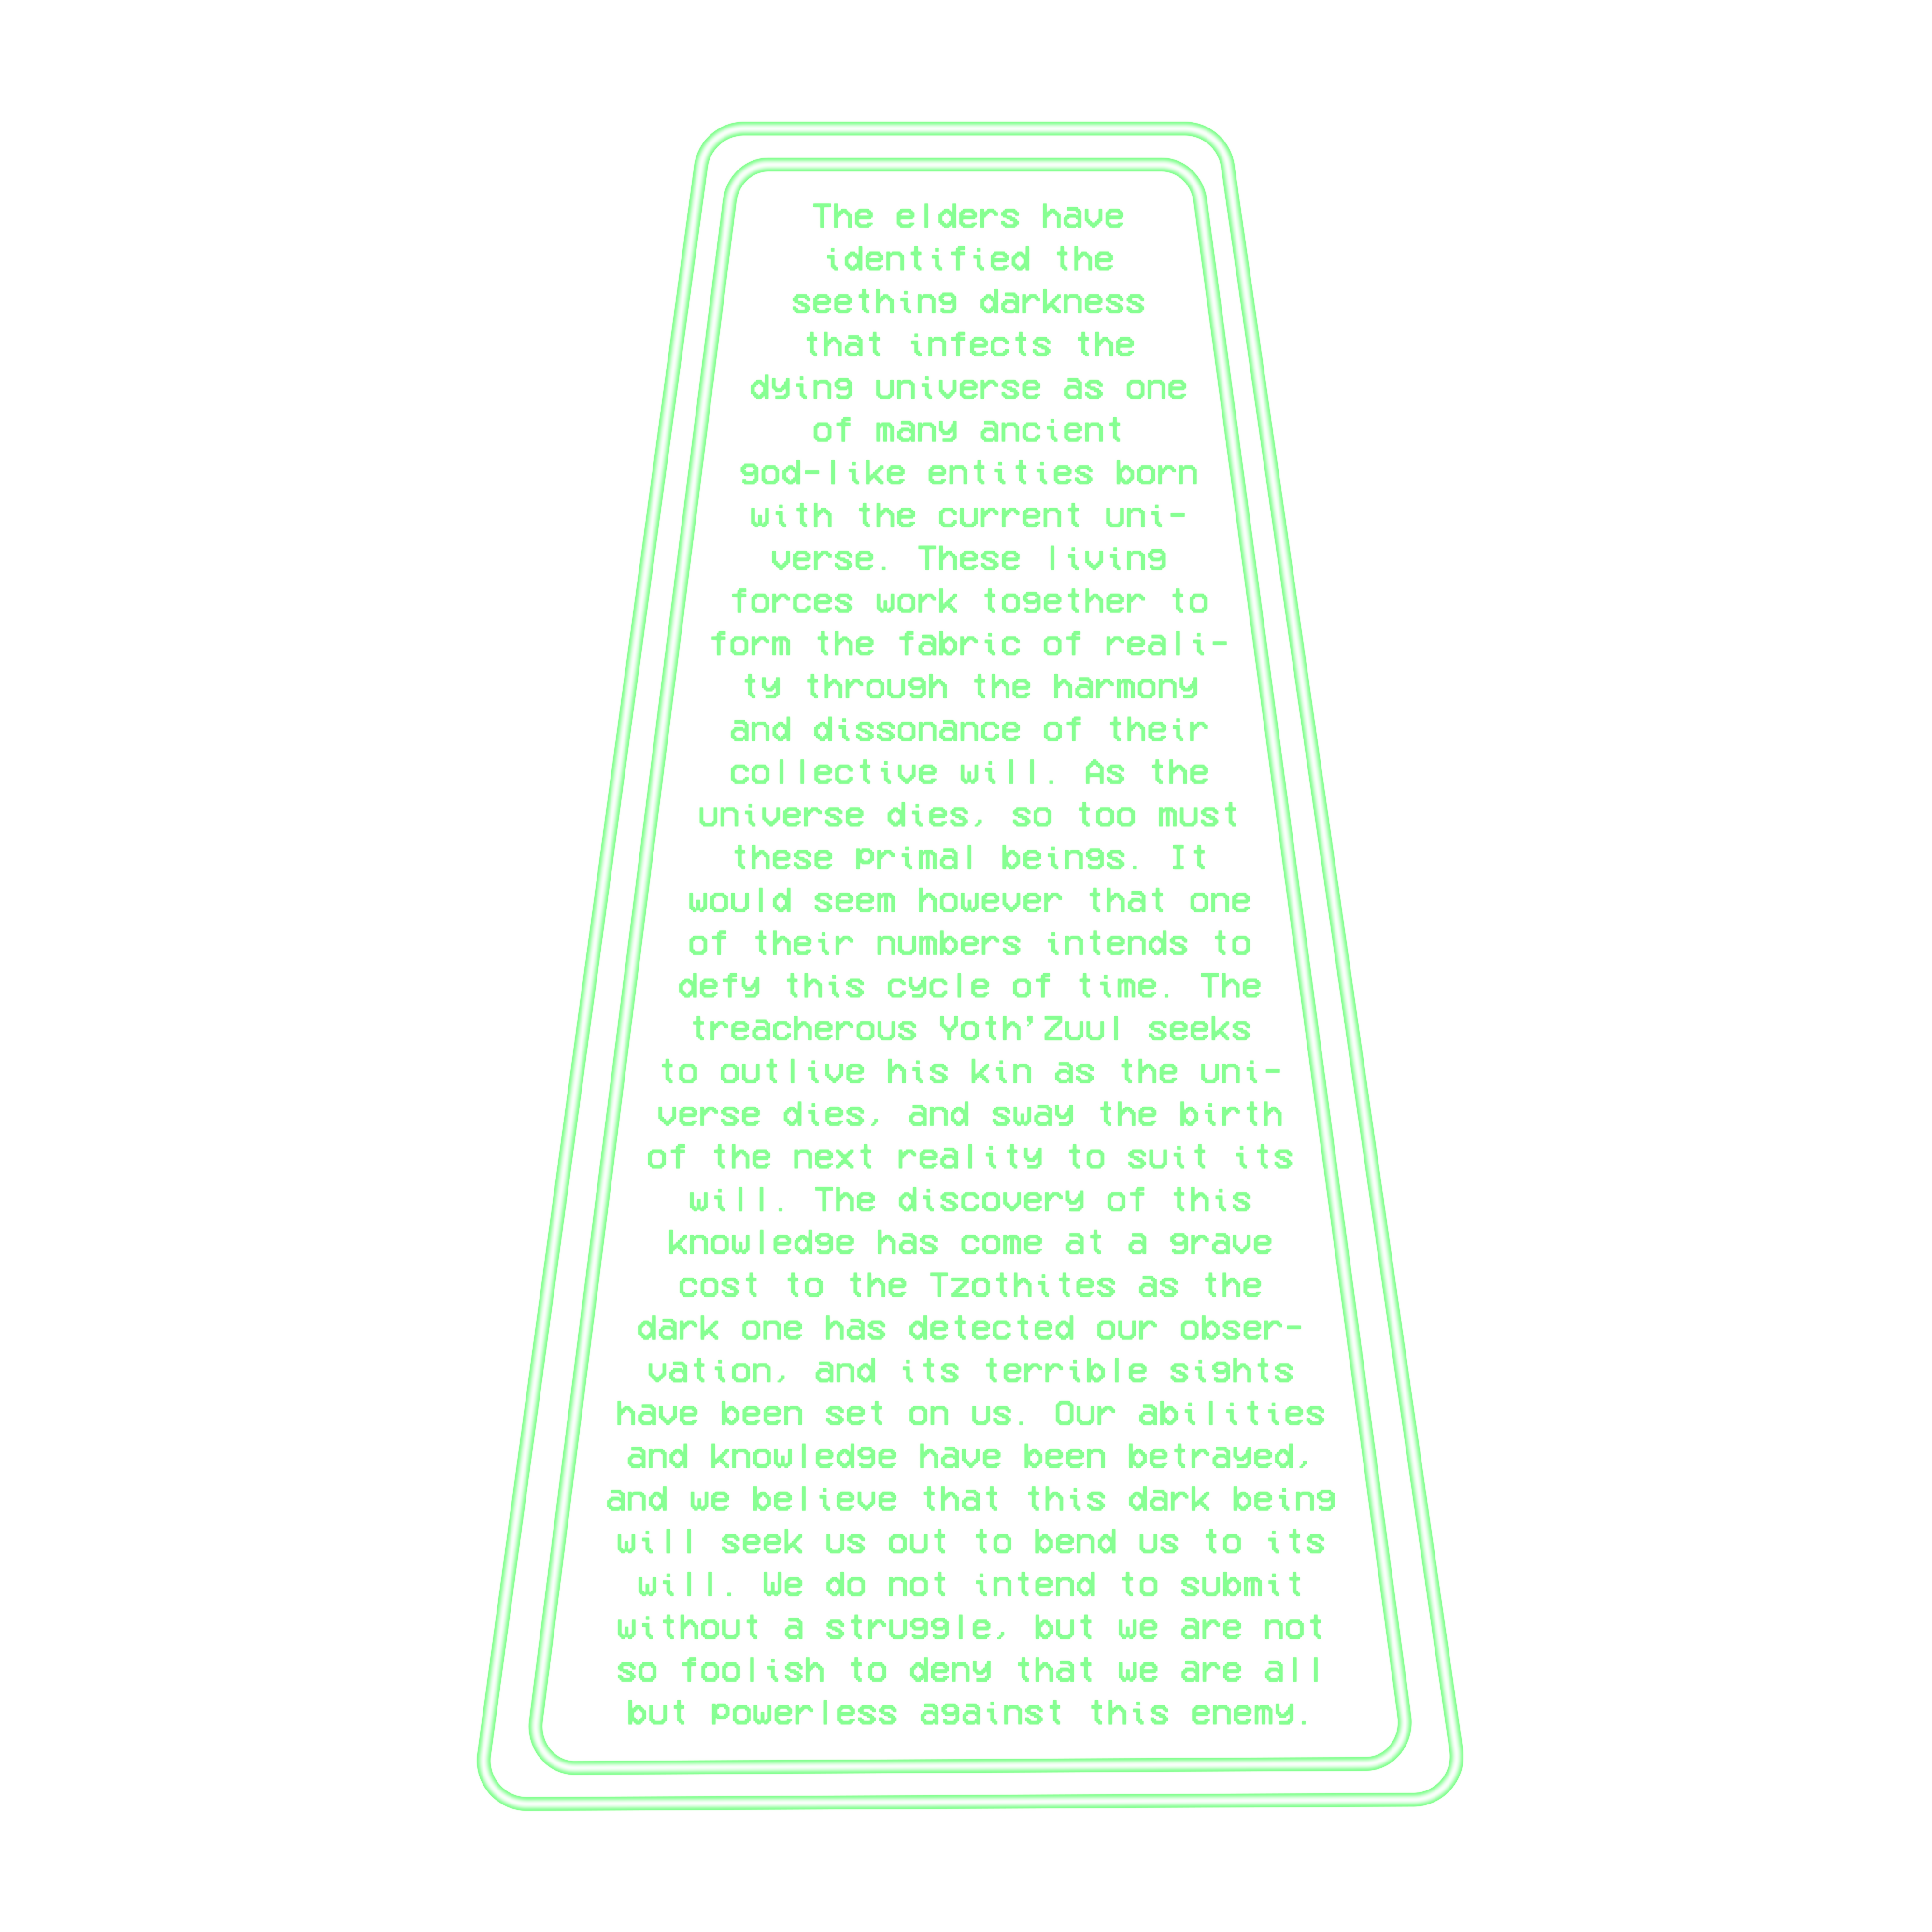 The elders have
identified the
seething darkness
that infects the
dying universe as one
of many ancient
god-like entities born
with the current uni-
verse. These living
forces work together to
form the fabric of reali-
ty through the harmony
and dissonance of their
collective will. As the
universe dies, so too must
these primal beings. It
would seem however that one
of their numbers intends to
defy this cycle of time. The
treacherous Yoth'Zuul seeks
to outlive his kin as the uni-
verse dies, and sway the birth
of the next reality to suit its
will. The discovery of this
knowledge has come at a grave
cost to the Tzothites as the
dark one has detected our obser-
vation, and its terrible sights
have been set on us. Our abilities
and knowledge have been betrayed,
and we believe that this dark being
will seek us out to bend us to its
will. We do not intend to submit
without a struggle, but we are not
so foolish to deny that we are all
but powerless against this enemy.